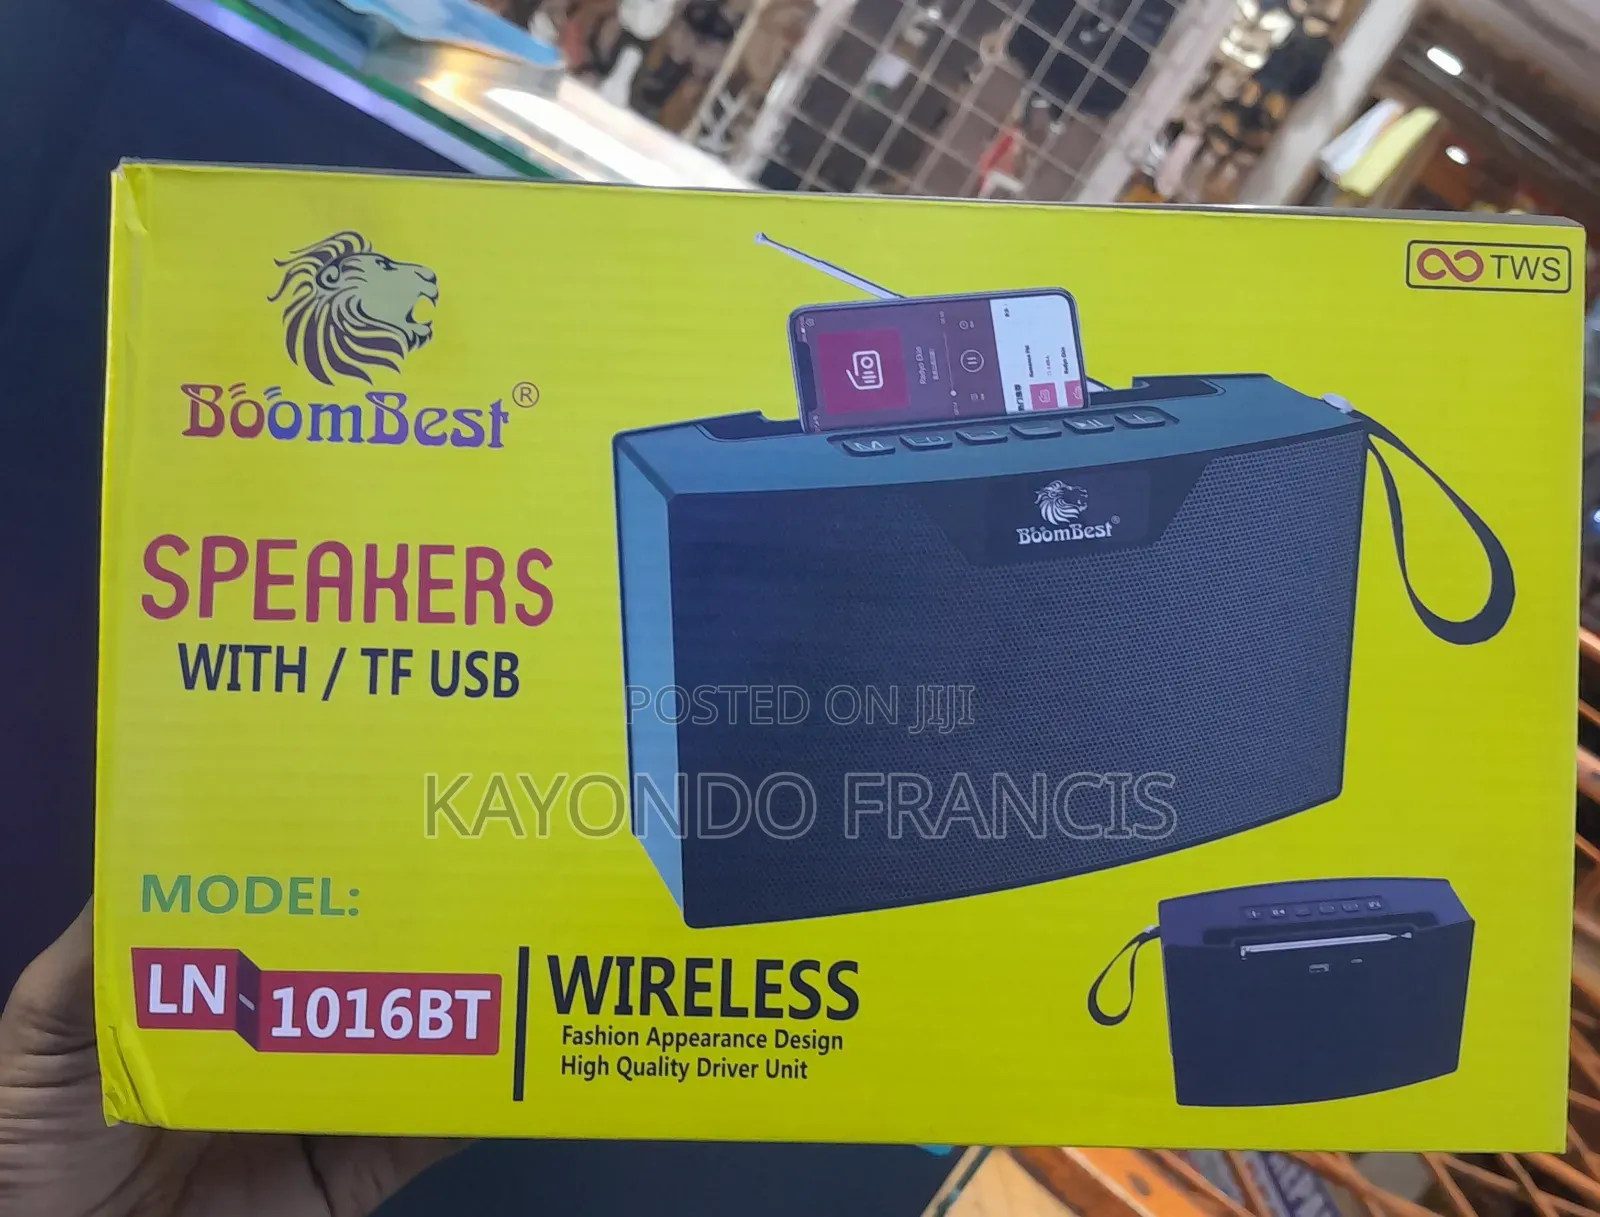 BoomBest®
TWS
M
BoomBest®
SPEAKERS
WITH / TF USB
POSTED ON JIJI
KAYONDO FRANCIS
MODEL:
LN-1016BT
WIRELESS
Fashion Appearance Design
High Quality Driver Unit